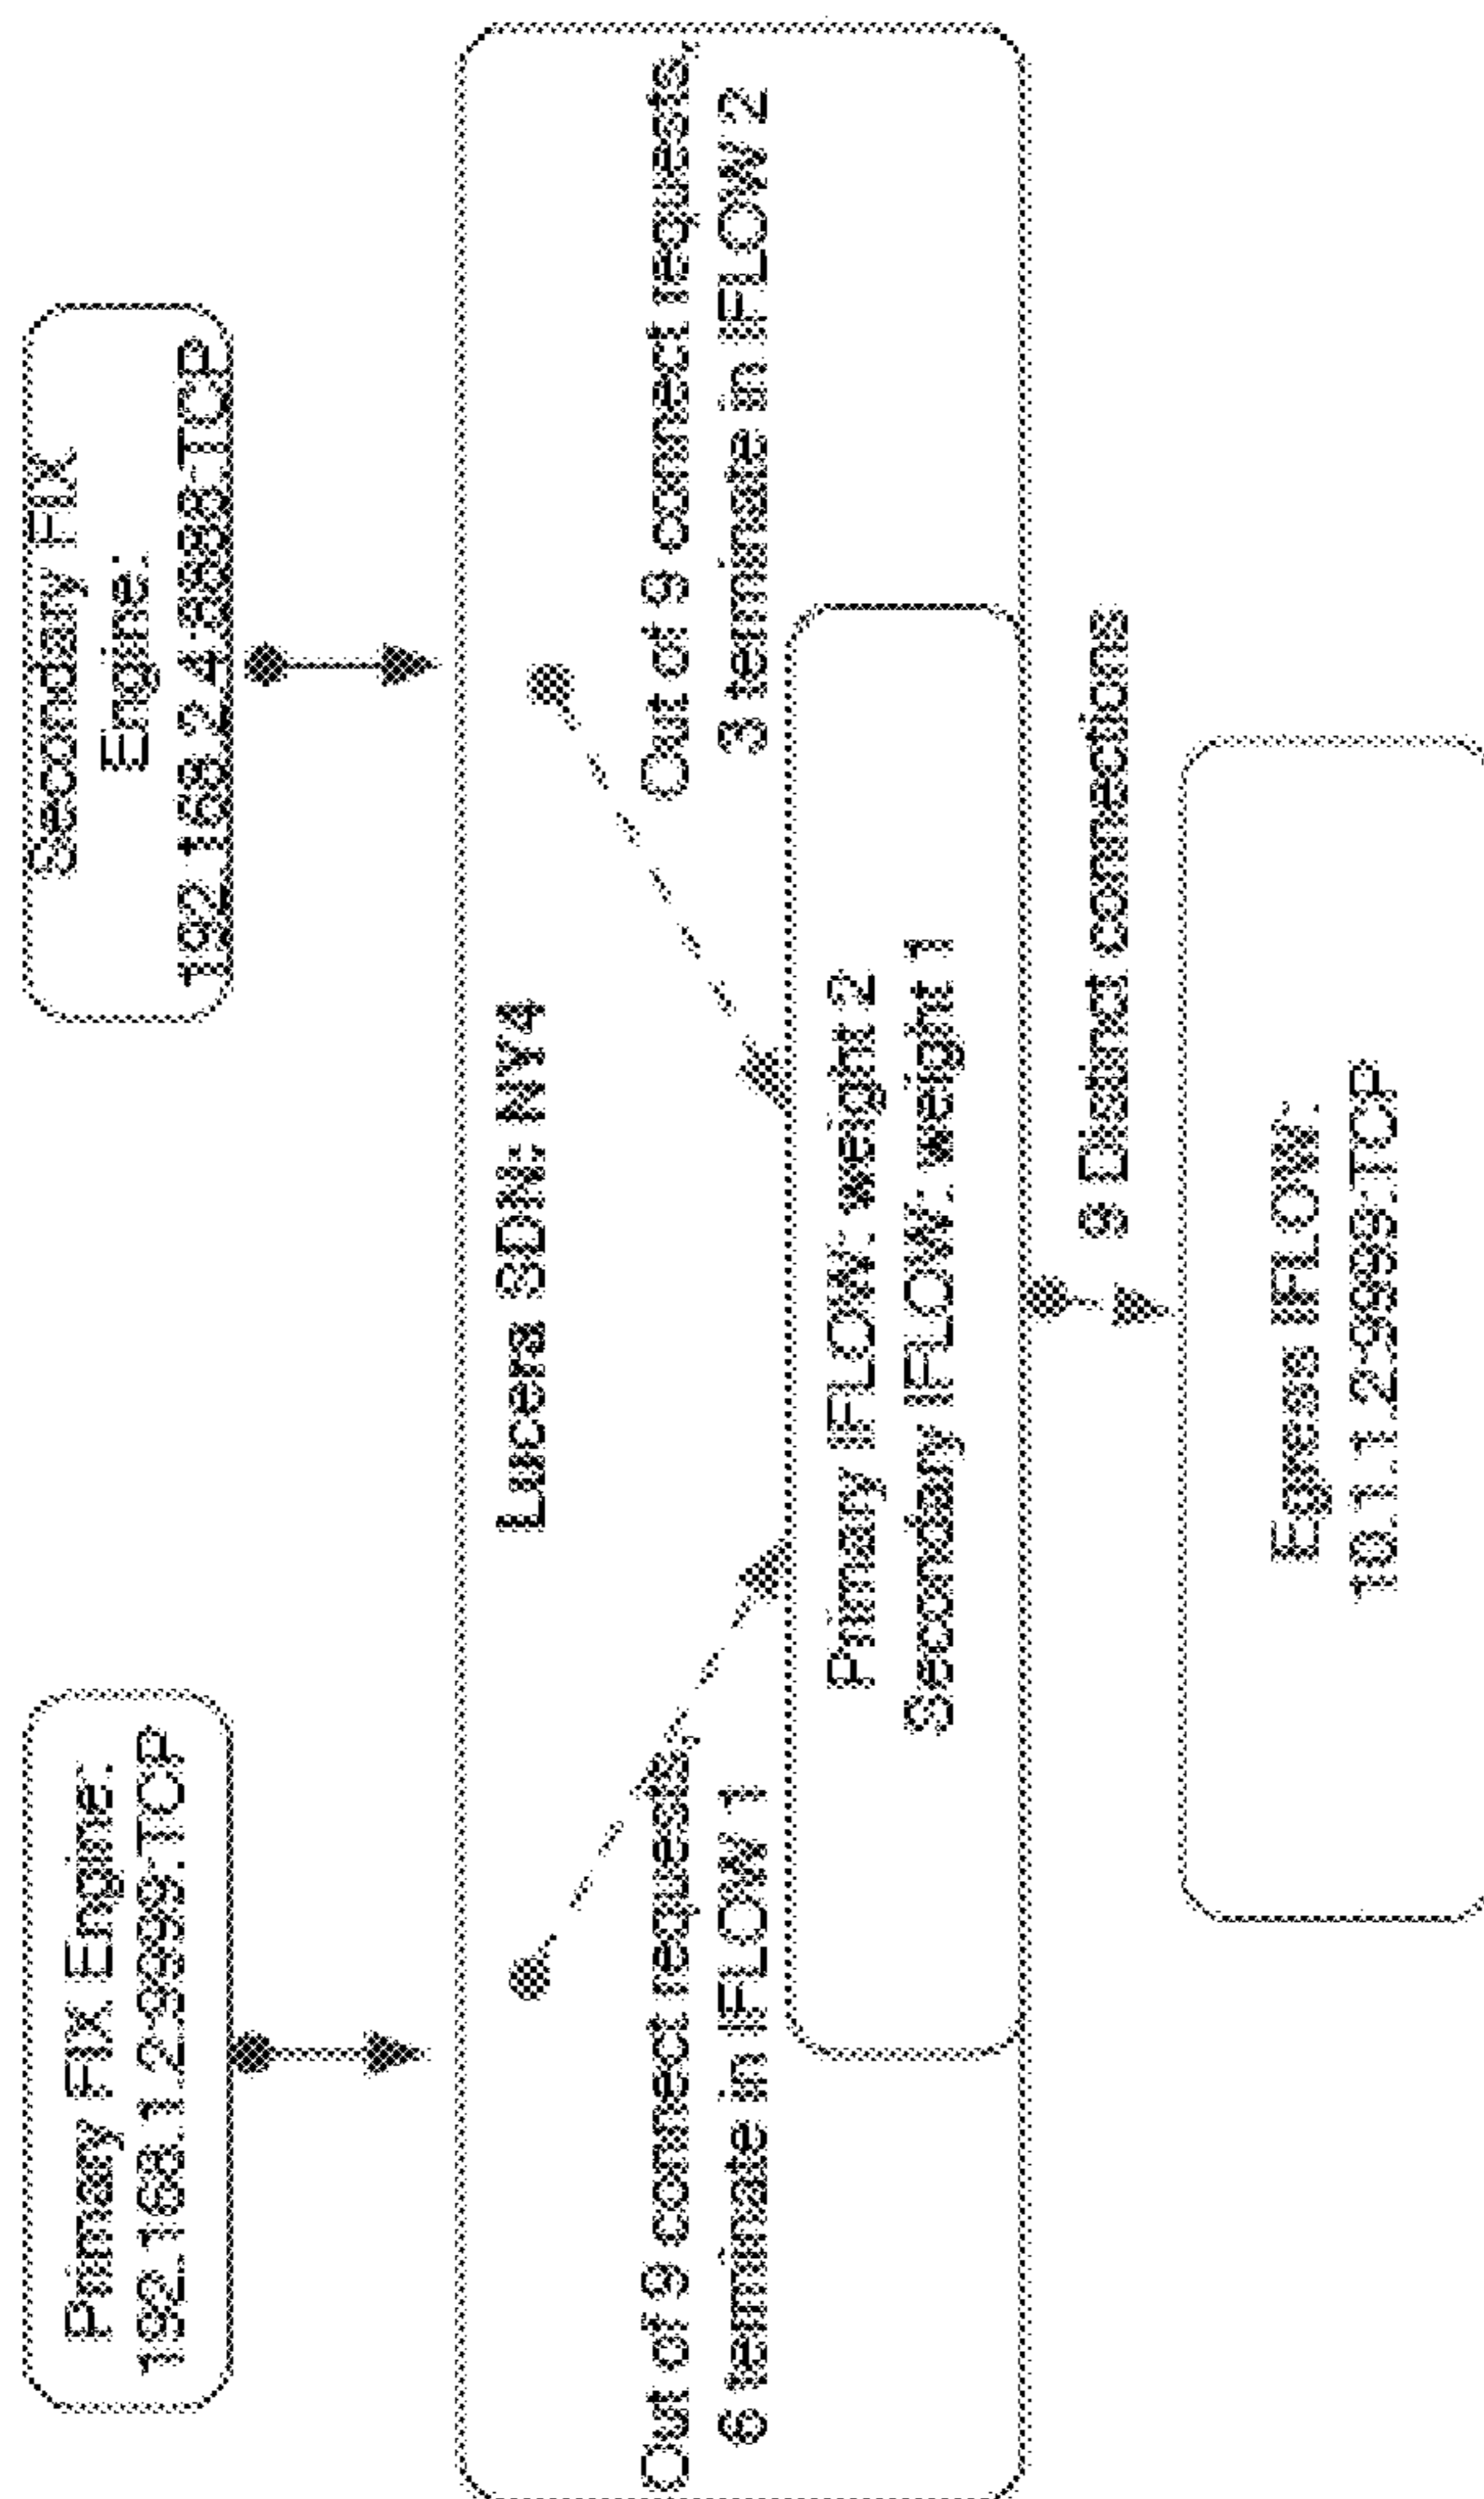 Primary FIX Engine:
192.168.1.2:9999:TCP
Secondary FIX
Engine:
192.168.2.4:8888:TCP
Lucera SDN: NY4
Out of 9 connect requests,
6 terminate in IFLOW 1
Out of 9 connect requests,
3 terminate in IFLOW 2
Primary IFLOW: weight 2
Secondary IFLOW: weight 1
9 Distinct connections
Egress IFLOW:
10.1.1.2:9999:TCP